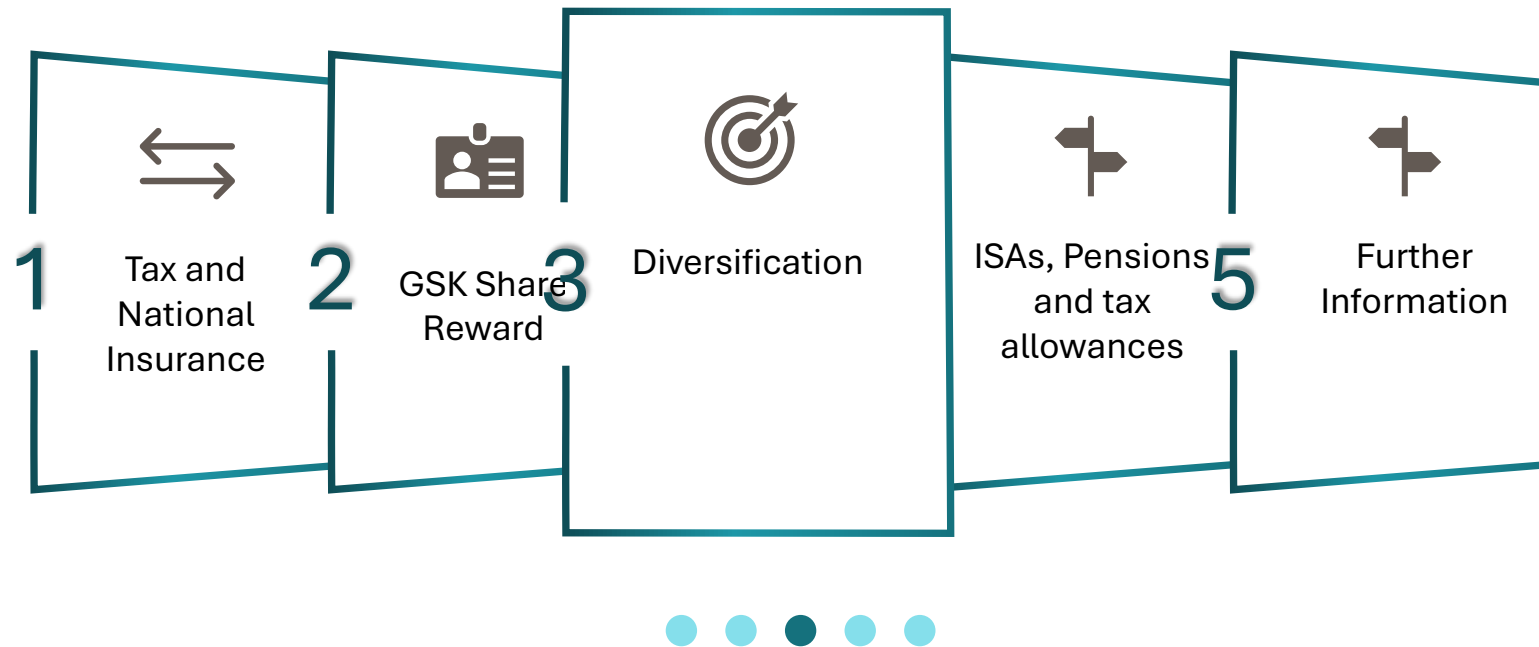 1
Tax and
National
Insurance
2
GSK Share
Reward
3
Diversification
ISAs, Pensions
and tax
allowances
5
Further
Information